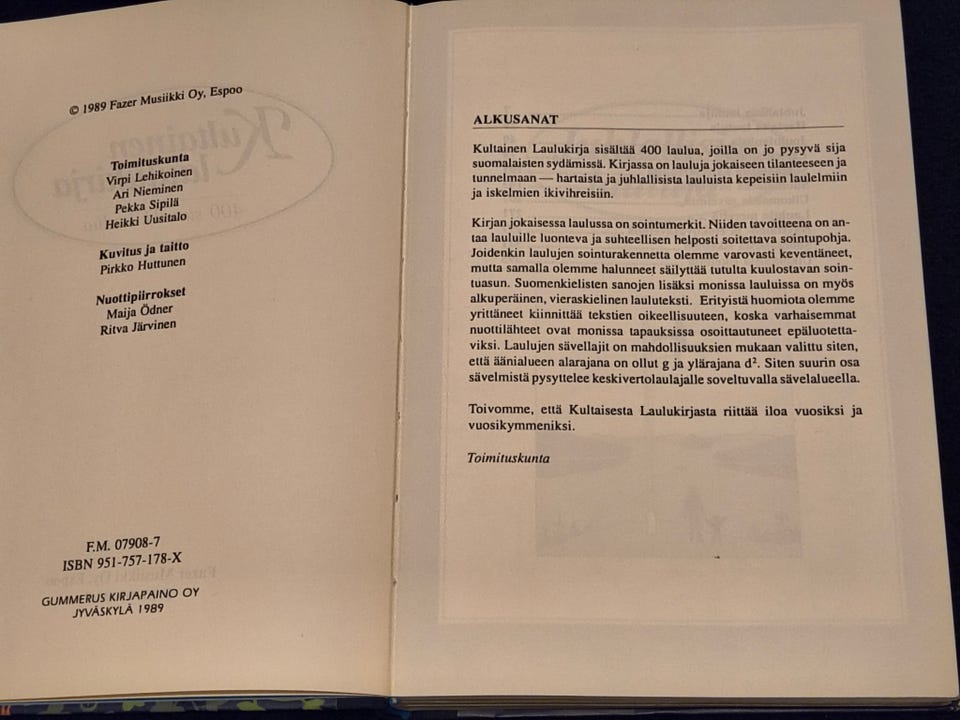 © 1989 Fazer Musiikki Oy, Espoo
Toimituskunta
Virpi Lehikoinen
Ari Nieminen
Pekka Sipilä
Heikki Uusitalo
Kuvitus ja taitto
Pirkko Huttunen
Nuottipiirrokset
Maija Ödner
Ritva Järvinen
F.M. 07908-7
ISBN 951-757-178-X
GUMMERUS KIRJAPAINO OY
JYVÄSKYLÄ 1989
ALKUSANAT
Kultainen Laulukirja sisältää 400 laulua, joilla on jo pysyvä sija
suomalaisten sydämissä. Kirjassa on lauluja jokaiseen tilanteeseen ja
tunnelmaan — hartaista ja juhlallisista lauluista kepeisiin laulelmiin
ja iskelmien ikivihreisiin.
Kirjan jokaisessa laulussa on sointumerkit. Niiden tavoitteena on an-
taa lauluille luonteva ja suhteellisen helposti soitettava sointupohja.
Joidenkin laulujen sointurakennetta olemme varovasti keventäneet,
mutta samalla olemme halunneet säilyttää tutulta kuulostavan soin-
tuasun. Suomenkielisten sanojen lisäksi monissa lauluissa on myös
alkuperäinen, vieraskielinen lauluteksti. Erityistä huomiota olemme
yrittäneet kiinnittää tekstien oikeellisuuteen, koska varhaisemmat
nuottilähteet ovat monissa tapauksissa osoittautuneet epäluotetta-
viksi. Laulujen sävellajit on mahdollisuuksien mukaan valittu siten,
että äänialueen alarajana on ollut g ja ylärajana d². Siten suurin osa
sävelmistä pysyttelee keskivertolaulajalle soveltuvalla sävelalueella.
Toivomme, että Kultaisesta Laulukirjasta riittää iloa vuosiksi ja
vuosikymmeniksi.
Toimituskunta